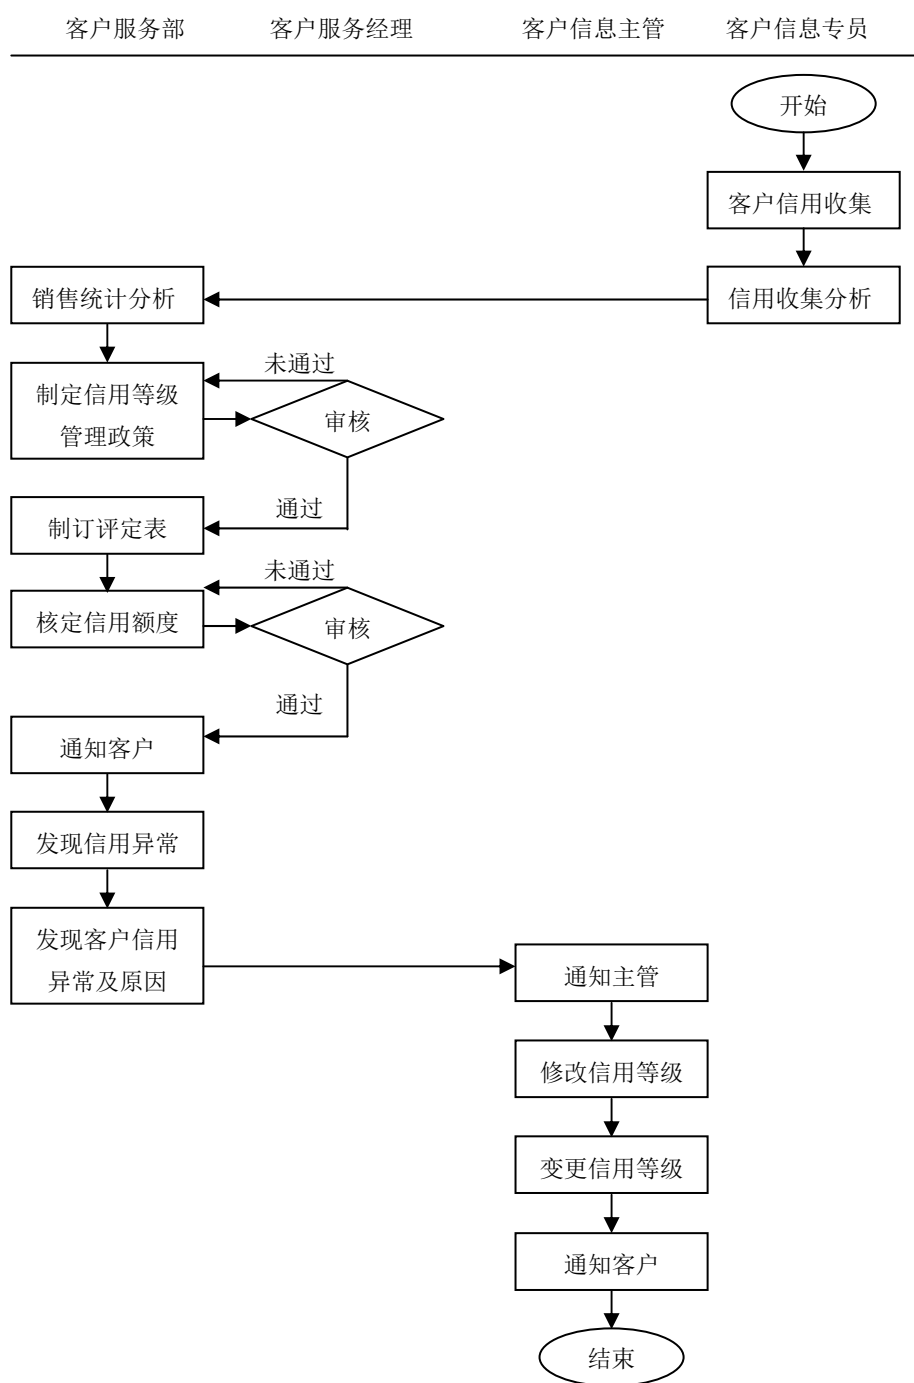 客户服务部 客户服务经理 客户信息主管 客户信息专员
开始
客户信用收集
销售统计分析 信用收集分析
未通过
制定信用等级
管理政策
审核
通过
制订评定表
未通过
核定信用额度 审核
通过
通知客户
发现信用异常
发现客户信用
异常及原因
通知主管
修改信用等级
变更信用等级
通知客户
结束